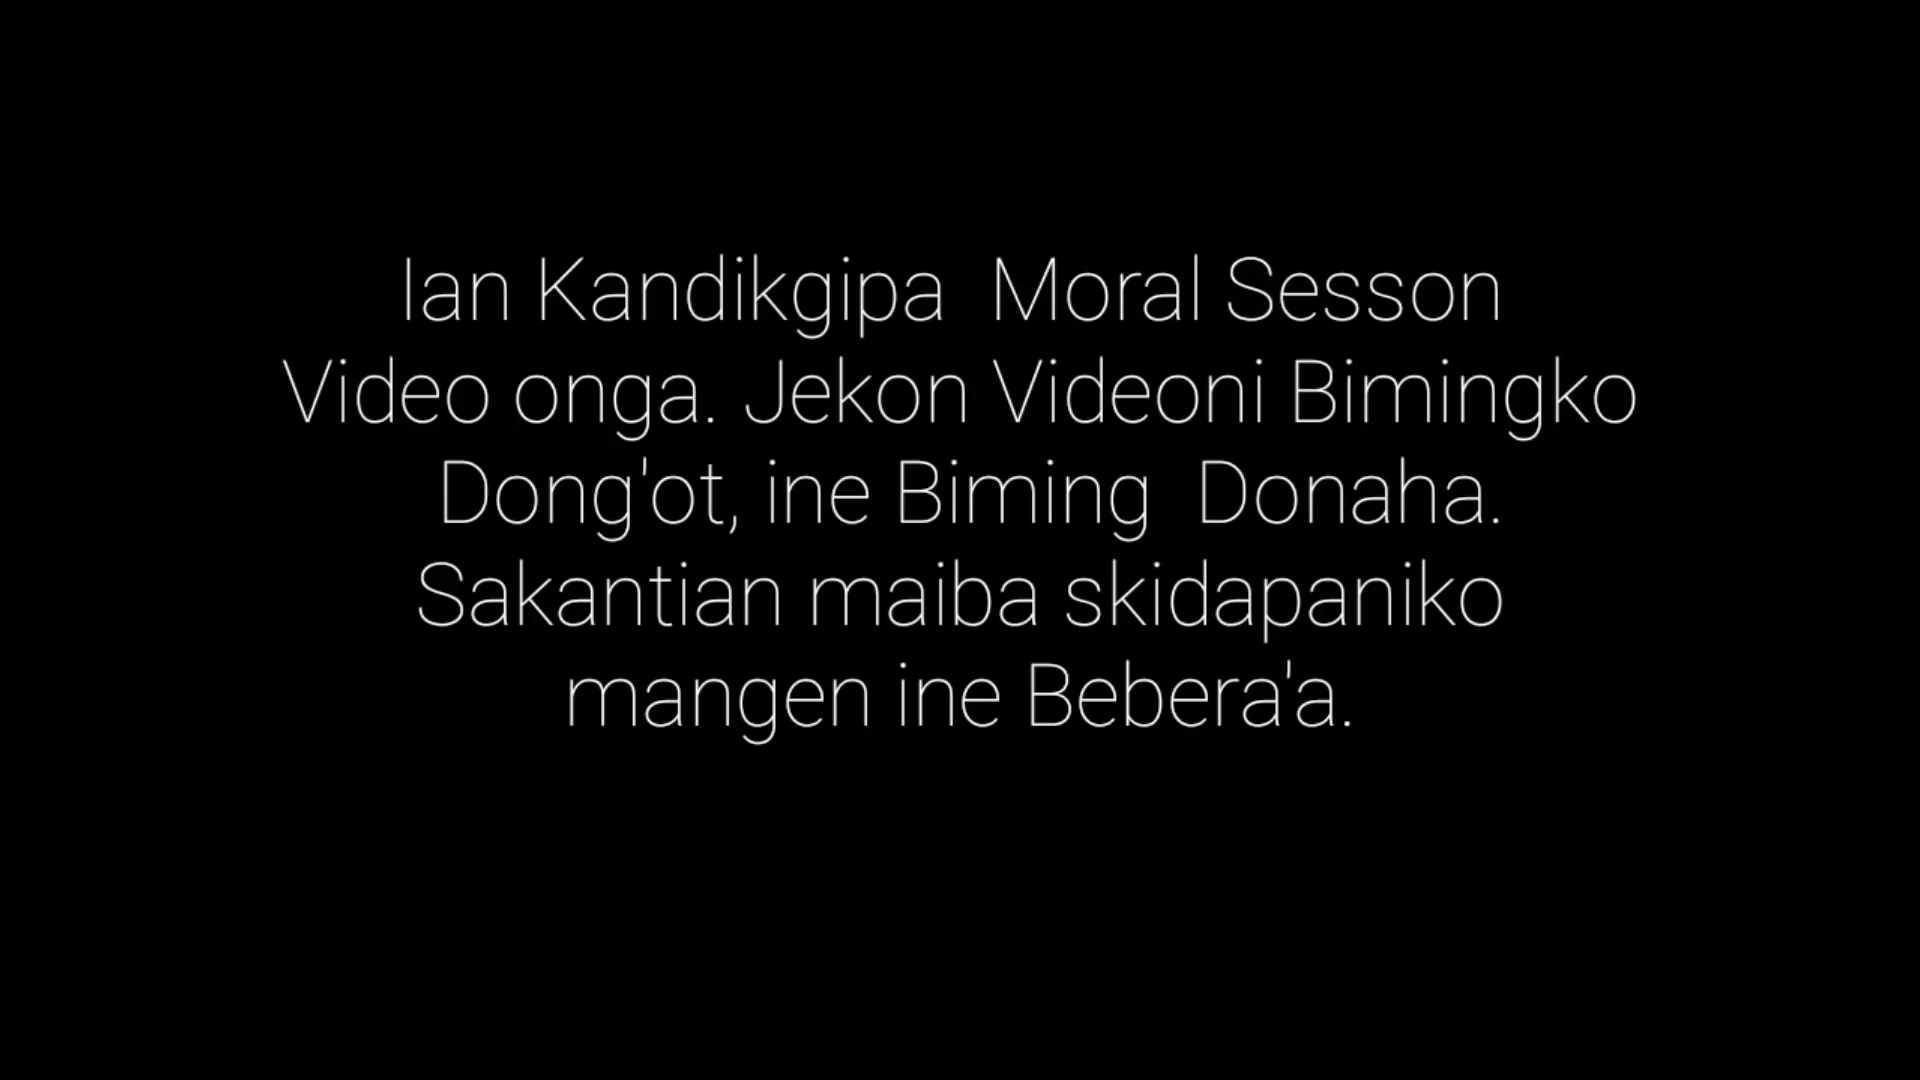 Ian Kandikgipa  Moral Sesson
Video onga. Jekon Videoni Bimingko
Dong'ot, ine Biming  Donaha.
Sakantian maiba skidapaniko
mangen ine Bebera'a.